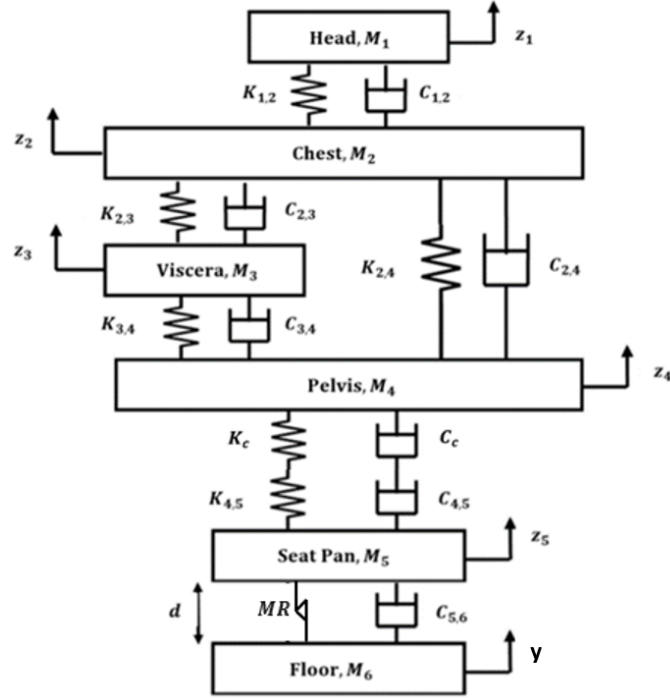 Head, M₁
z₁
K₁,₂
C₁,₂
z₂
Chest, M₂
K₂,₃
C₂,₃
z₃
Viscera, M₃
K₂,₄
C₂,₄
K₃,₄
C₃,₄
Pelvis, M₄
z₄
K_c
C_c
K₄,₅
C₄,₅
Seat Pan, M₅
z₅
d
MR
C₅,₆
Floor, M₆
y